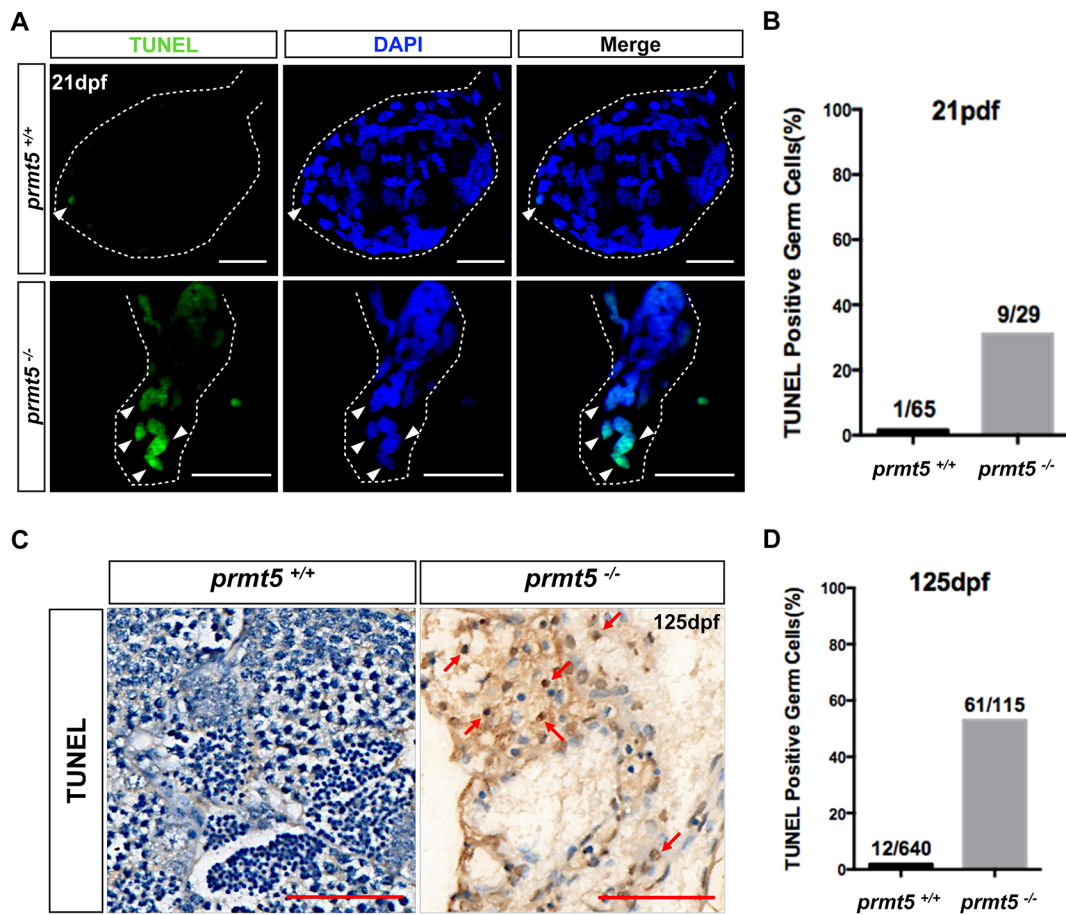 A
TUNEL
DAPI
Merge
21dpf
prmt5 +/+
prmt5 -/-
B
21pdf
TUNEL Positive Germ Cells(%)
100
80
60
40
20
0
1/65
9/29
prmt5 +/+
prmt5 -/-
C
prmt5 +/+
prmt5 -/-
TUNEL
125dpf
D
125dpf
TUNEL Positive Germ Cells(%)
100
80
60
40
20
0
12/640
61/115
prmt5 +/+
prmt5 -/-